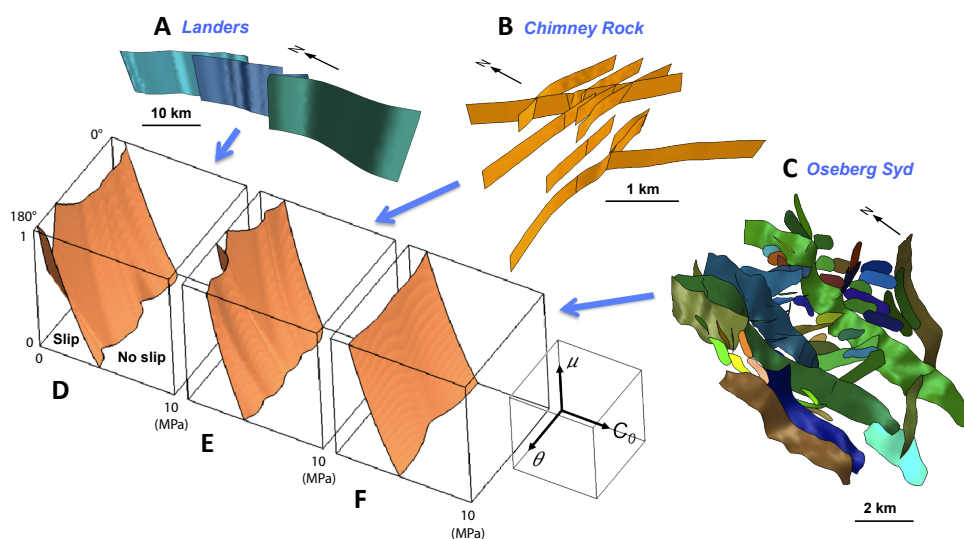 A Landers
N
10 km
B Chimney Rock
N
1 km
C Oseberg Syd
N
2 km
0°
180°
1
0
0
Slip
No slip
D
10
(MPa)
E
10
(MPa)
F
10
(MPa)
μ
C₀
θ